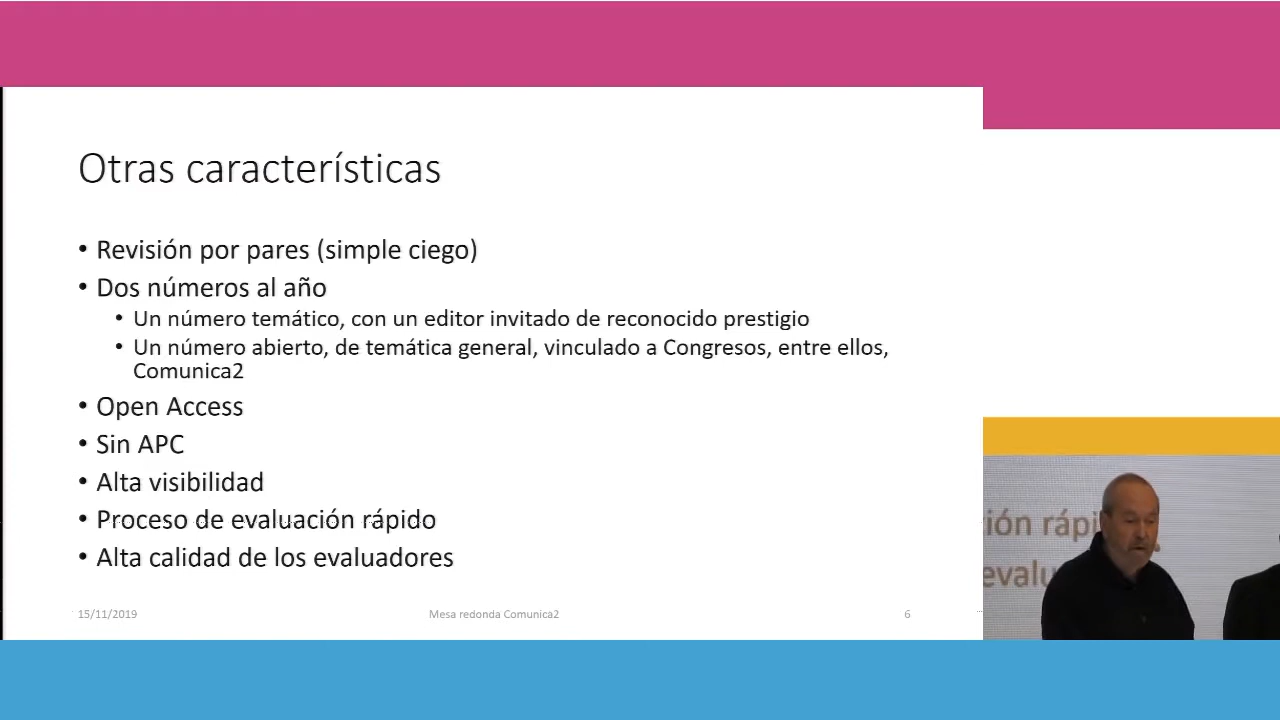 Otras características
• Revisión por pares (simple ciego)
• Dos números al año
• Un número temático, con un editor invitado de reconocido prestigio
• Un número abierto, de temática general, vinculado a Congresos, entre ellos,
Comunica2
• Open Access
• Sin APC
• Alta visibilidad
• Proceso de evaluación rápido
• Alta calidad de los evaluadores
15/11/2019
Mesa redonda Comunica2
6